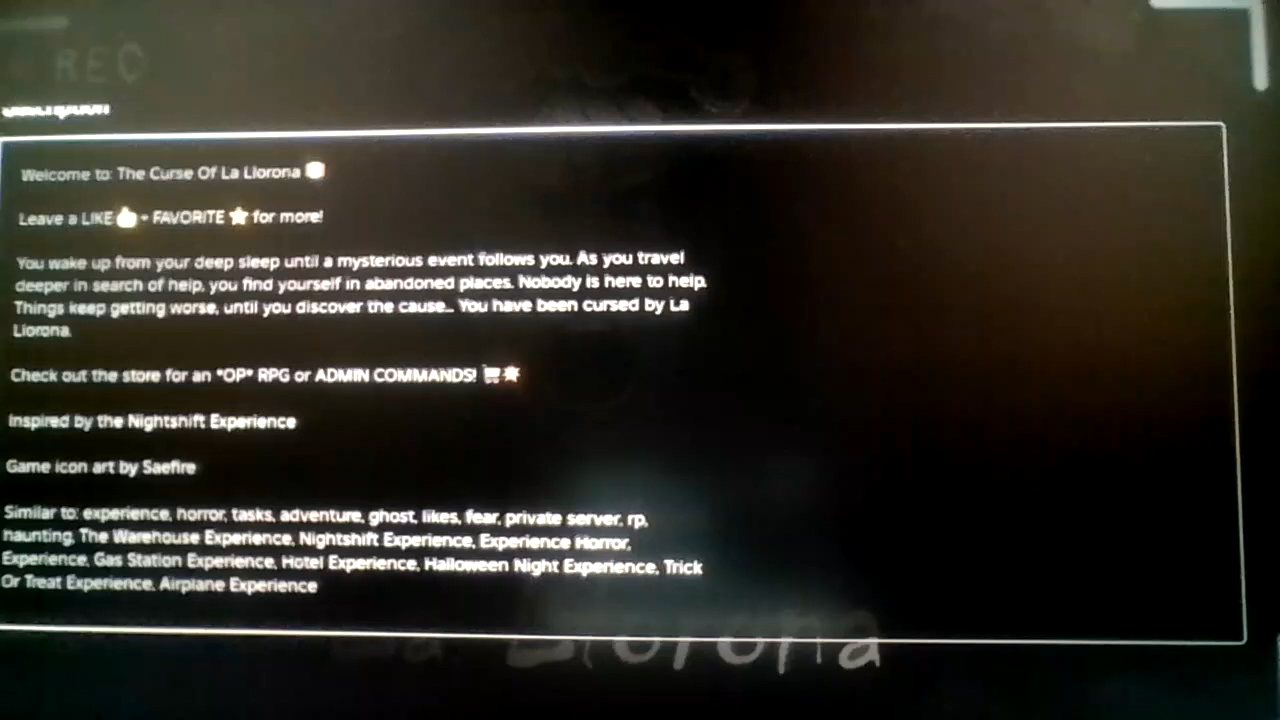 REC
Description
Welcome to: The Curse Of La Llorona
Leave a LIKE 👍 + FAVORITE ⭐ for more!
You wake up from your deep sleep until a mysterious event follows you. As you travel
deeper in search of help, you find yourself in abandoned places. Nobody is here to help.
Things keep getting worse, until you discover the cause... You have been cursed by La
Llorona.
Check out the store for an *OP* RPG or ADMIN COMMANDS! 🛒💥
Inspired by the Nightshift Experience
Game icon art by Saefire
Similar to: experience, horror, tasks, adventure, ghost, likes, fear, private server, rp,
haunting, The Warehouse Experience, Nightshift Experience, Experience Horror,
Experience, Gas Station Experience, Hotel Experience, Halloween Night Experience, Trick
Or Treat Experience, Airplane Experience
La Llorona